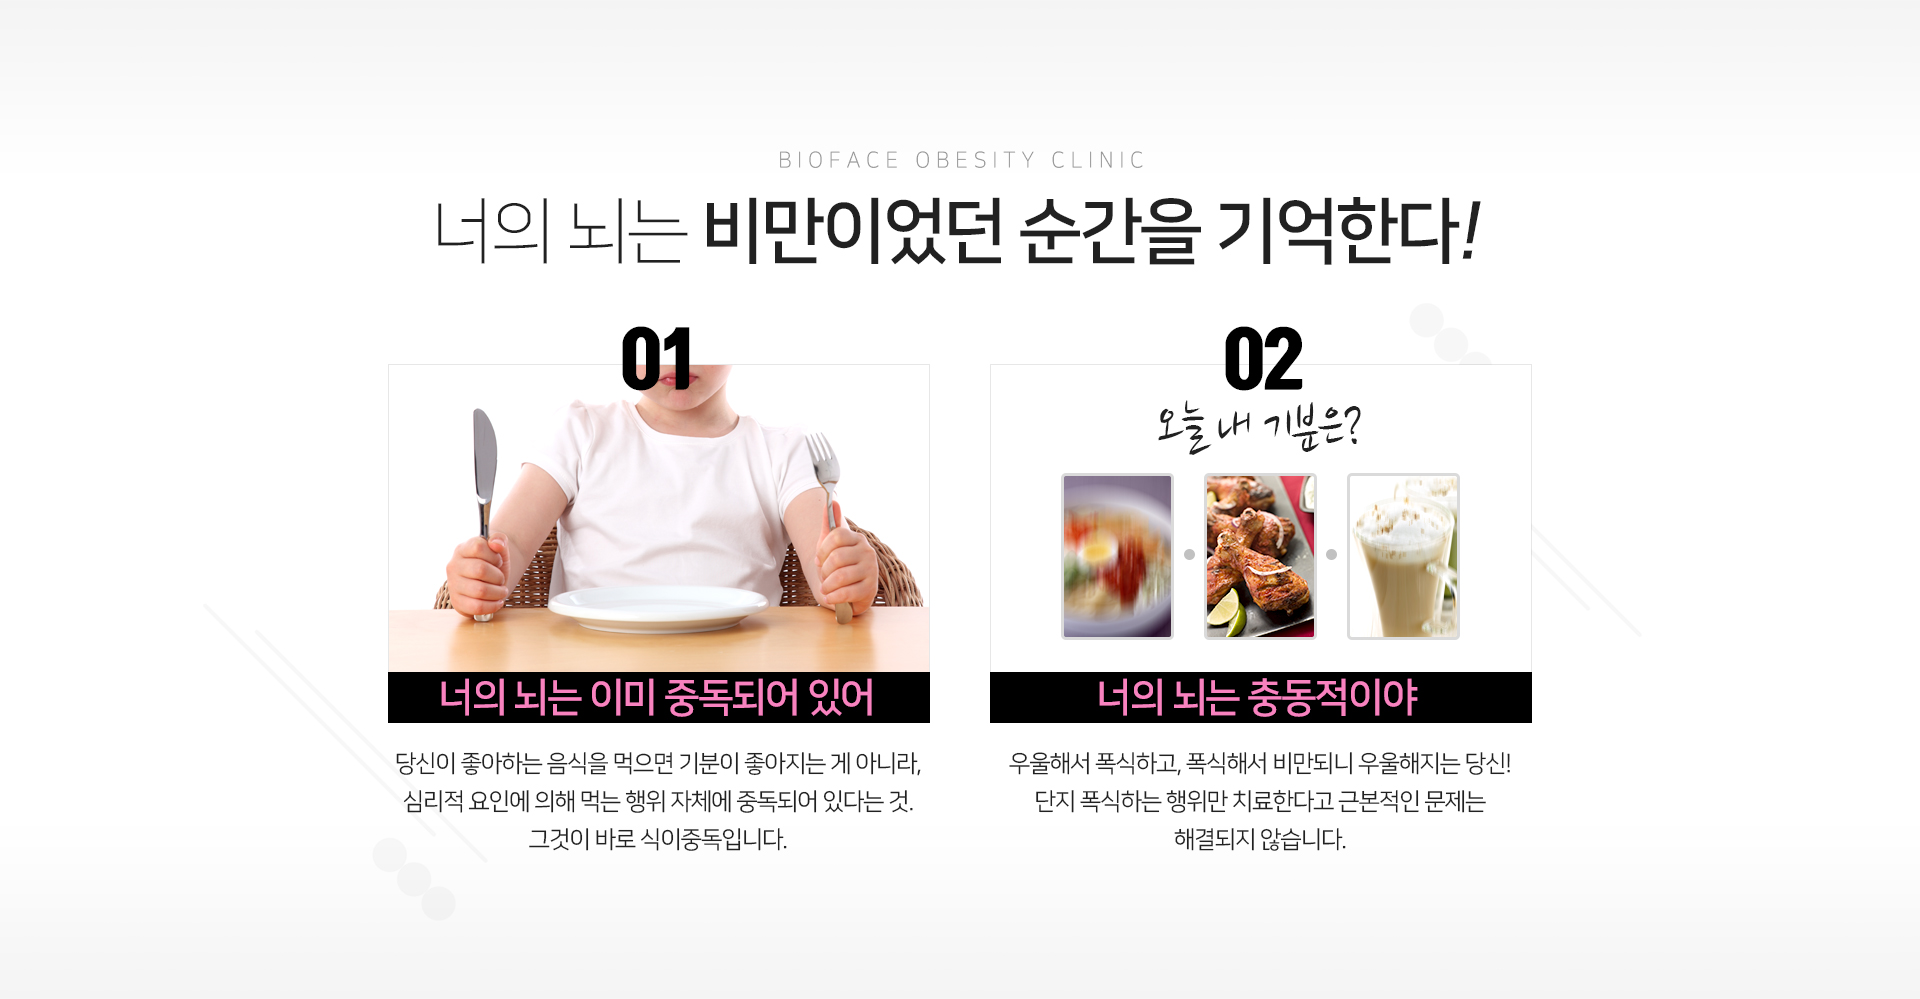 BIOFACE OBESITY CLINIC
너의 뇌는 비만이었던 순간을 기억한다!
01
너의 뇌는 이미 중독되어 있어
당신이 좋아하는 음식을 먹으면 기분이 좋아지는 게 아니라,
심리적 요인에 의해 먹는 행위 자체에 중독되어 있다는 것.
그것이 바로 식이중독입니다.
02
오늘 내 기분은?
너의 뇌는 충동적이야
우울해서 폭식하고, 폭식해서 비만되니 우울해지는 당신!
단지 폭식하는 행위만 치료한다고 근본적인 문제는
해결되지 않습니다.